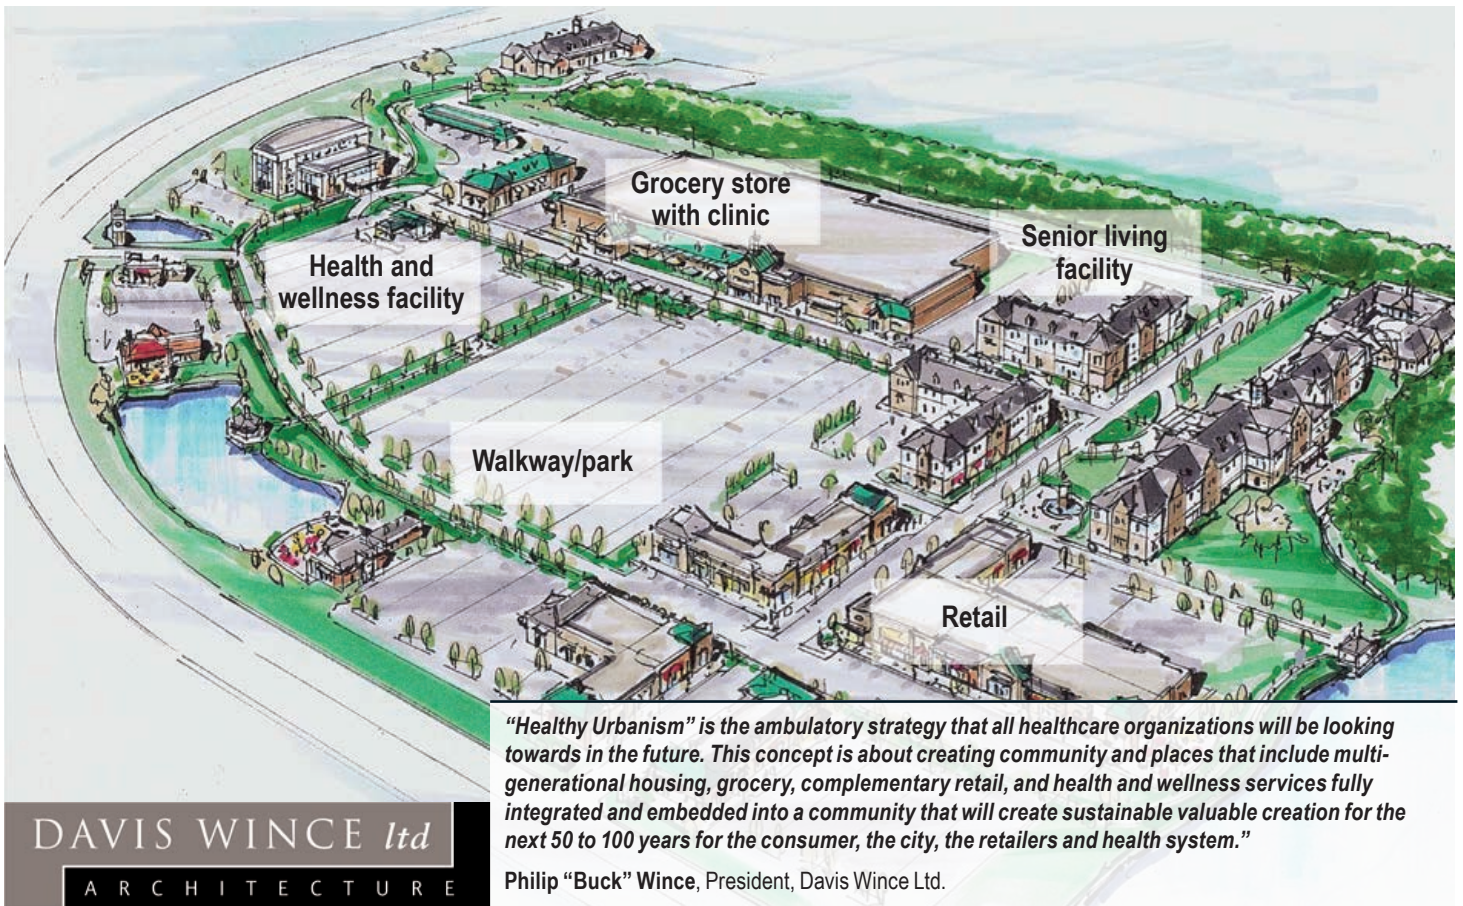 Grocery store
with clinic
Senior living
facility
Health and
wellness facility
Walkway/park
Retail
“Healthy Urbanism” is the ambulatory strategy that all healthcare organizations will be looking
towards in the future. This concept is about creating community and places that include multi-
generational housing, grocery, complementary retail, and health and wellness services fully
integrated and embedded into a community that will create sustainable valuable creation for the
next 50 to 100 years for the consumer, the city, the retailers and health system.”
Philip “Buck” Wince, President, Davis Wince Ltd.
DAVIS WINCE ltd
ARCHITECTURE